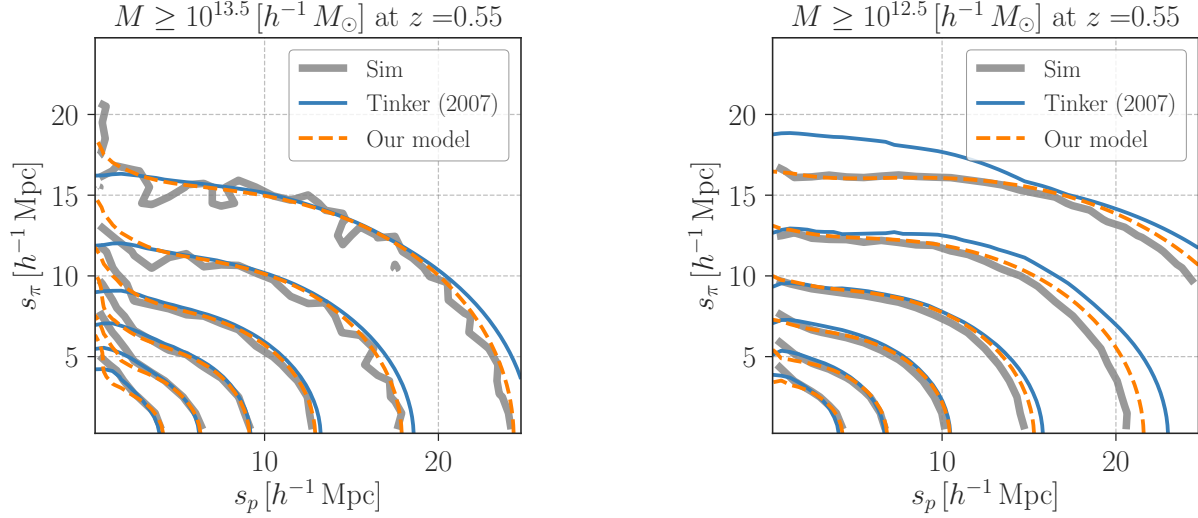 M ≥ 10^{13.5} [h^{-1} M_⊙] at z =0.55
Sim
Tinker (2007)
Our model
20
15
10
5
s_π [h^{-1} Mpc]
10
20
s_p [h^{-1} Mpc]
M ≥ 10^{12.5} [h^{-1} M_⊙] at z =0.55
Sim
Tinker (2007)
Our model
20
15
10
5
s_π [h^{-1} Mpc]
10
20
s_p [h^{-1} Mpc]